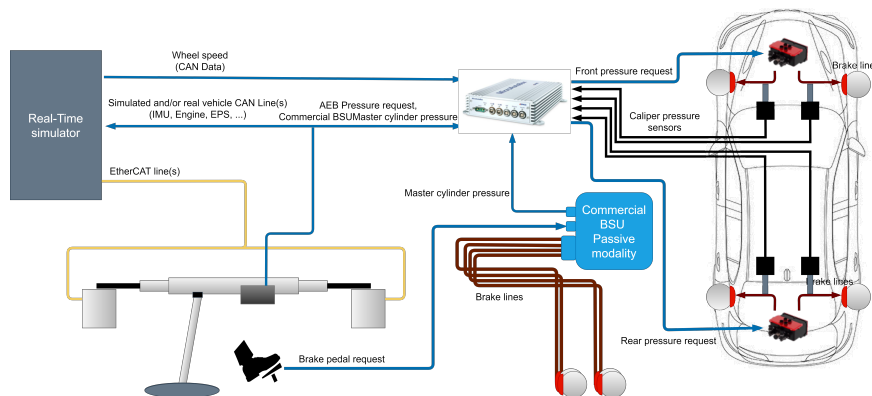 Real-Time
simulator
Wheel speed
(CAN Data)
Simulated and/or real vehicle CAN Line(s)
(IMU, Engine, EPS, ...)
AEB Pressure request,
Commercial BSUMaster cylinder pressure
EtherCAT line(s)
Front pressure request
Brake line
Caliper pressure
sensors
Master cylinder pressure
Commercial
BSU
Passive
modality
Brake lines
Brake lines
Rear pressure request
Brake pedal request